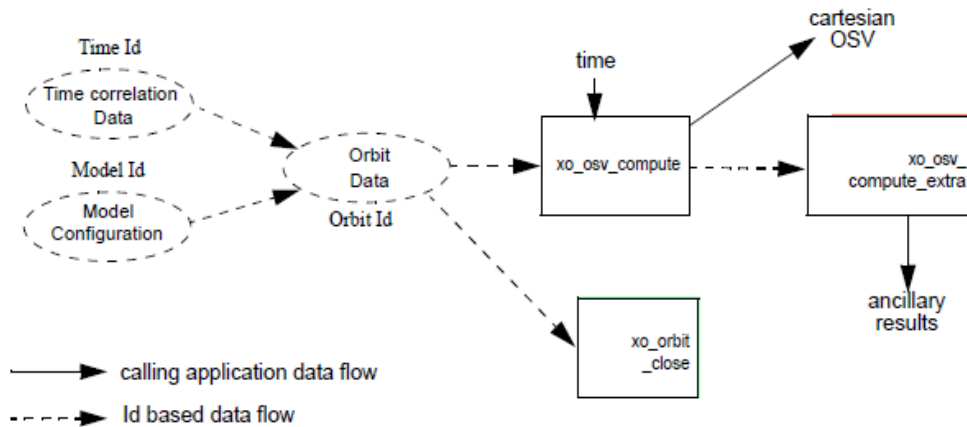 Time Id
Time correlation
Data
Model Id
Model
Configuration
Orbit
Data
Orbit Id
time
xo_osv_compute
cartesian
OSV
xo_osv_
compute_extra
ancillary
results
xo_orbit
_close
calling application data flow
Id based data flow